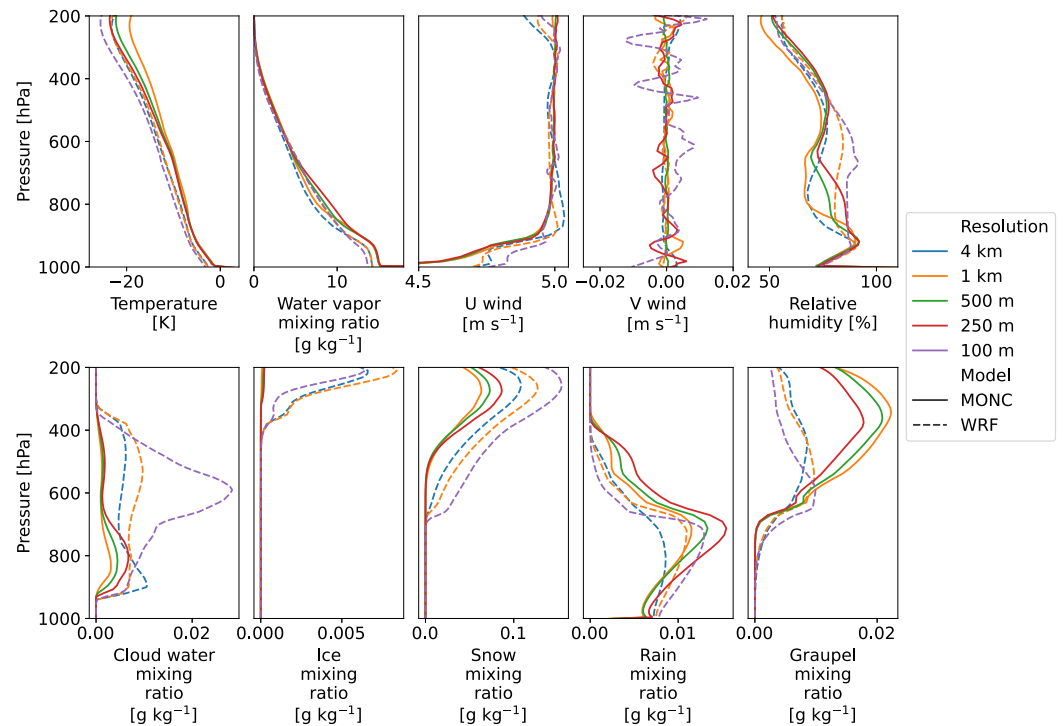 200
400
600
800
1000
Pressure [hPa]
−20
0
Temperature
[K]
0
10
Water vapor
mixing ratio
[g kg⁻¹]
4.5
5.0
U wind
[m s⁻¹]
−0.02
0.00
0.02
V wind
[m s⁻¹]
50
100
Relative
humidity [%]
Resolution
4 km
1 km
500 m
250 m
100 m
Model
MONC
WRF
200
400
600
800
1000
Pressure [hPa]
0.00
0.02
Cloud water
mixing
ratio
[g kg⁻¹]
0.000
0.005
Ice
mixing
ratio
[g kg⁻¹]
0.0
0.1
Snow
mixing
ratio
[g kg⁻¹]
0.00
0.01
Rain
mixing
ratio
[g kg⁻¹]
0.00
0.02
Graupel
mixing
ratio
[g kg⁻¹]